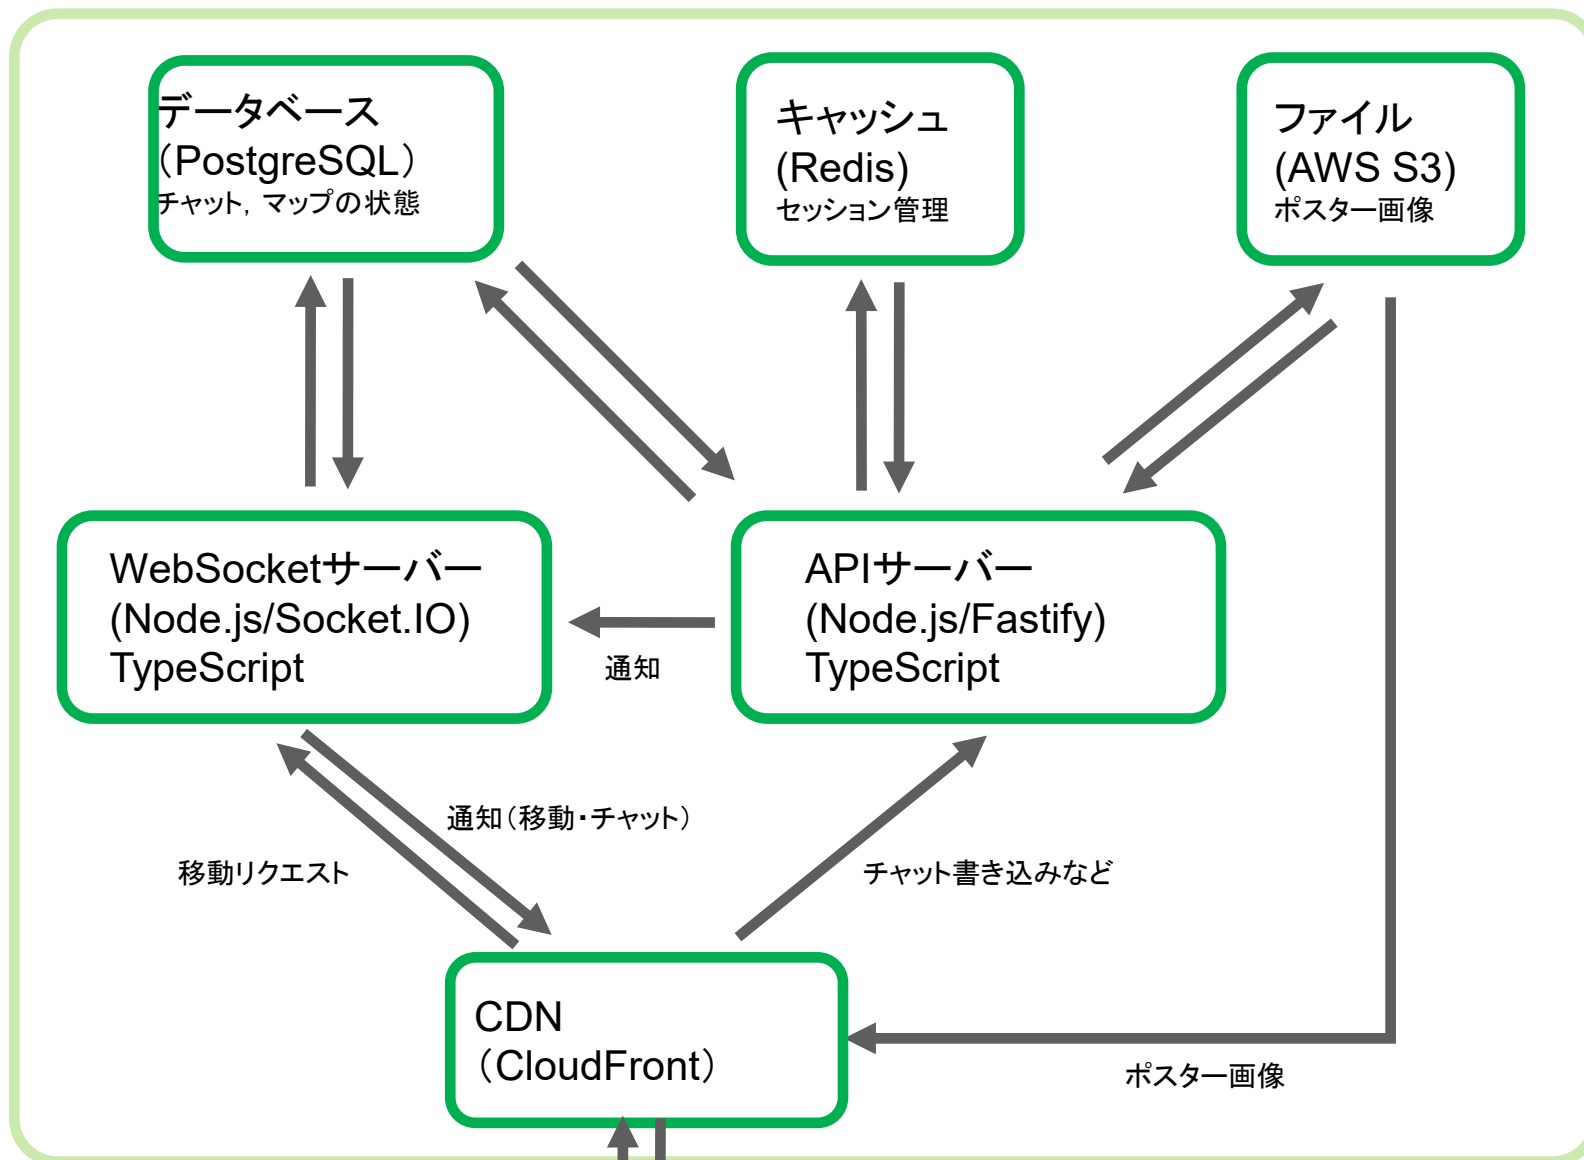 データベース
（PostgreSQL）
チャット，マップの状態
キャッシュ
(Redis)
セッション管理
ファイル
(AWS S3)
ポスター画像
WebSocketサーバー
(Node.js/Socket.IO)
TypeScript
通知
APIサーバー
(Node.js/Fastify)
TypeScript
通知（移動・チャット）
移動リクエスト
チャット書き込みなど
CDN
（CloudFront）
ポスター画像